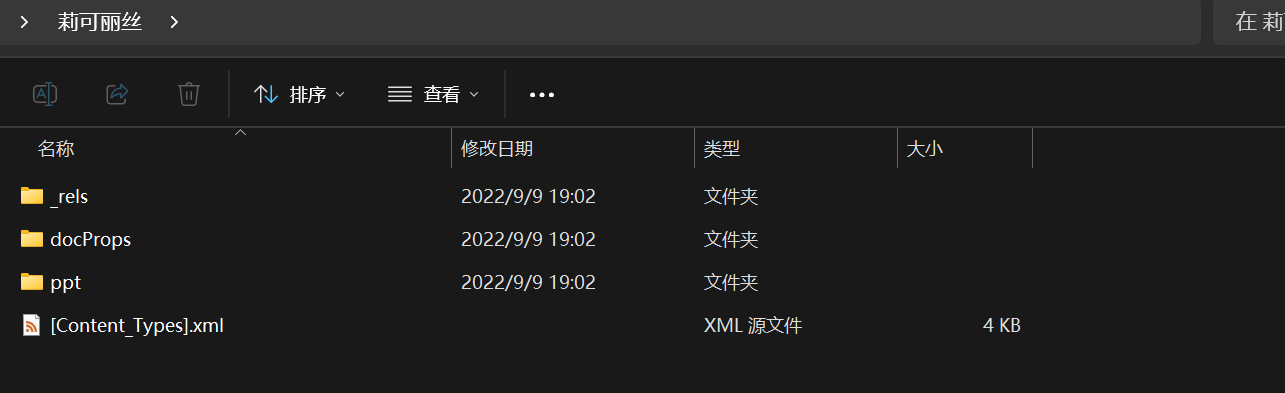 莉可丽丝
在 莉
排序
查看
名称
修改日期
类型
大小
_rels
2022/9/9 19:02
文件夹
docProps
2022/9/9 19:02
文件夹
ppt
2022/9/9 19:02
文件夹
[Content_Types].xml
XML 源文件
4 KB